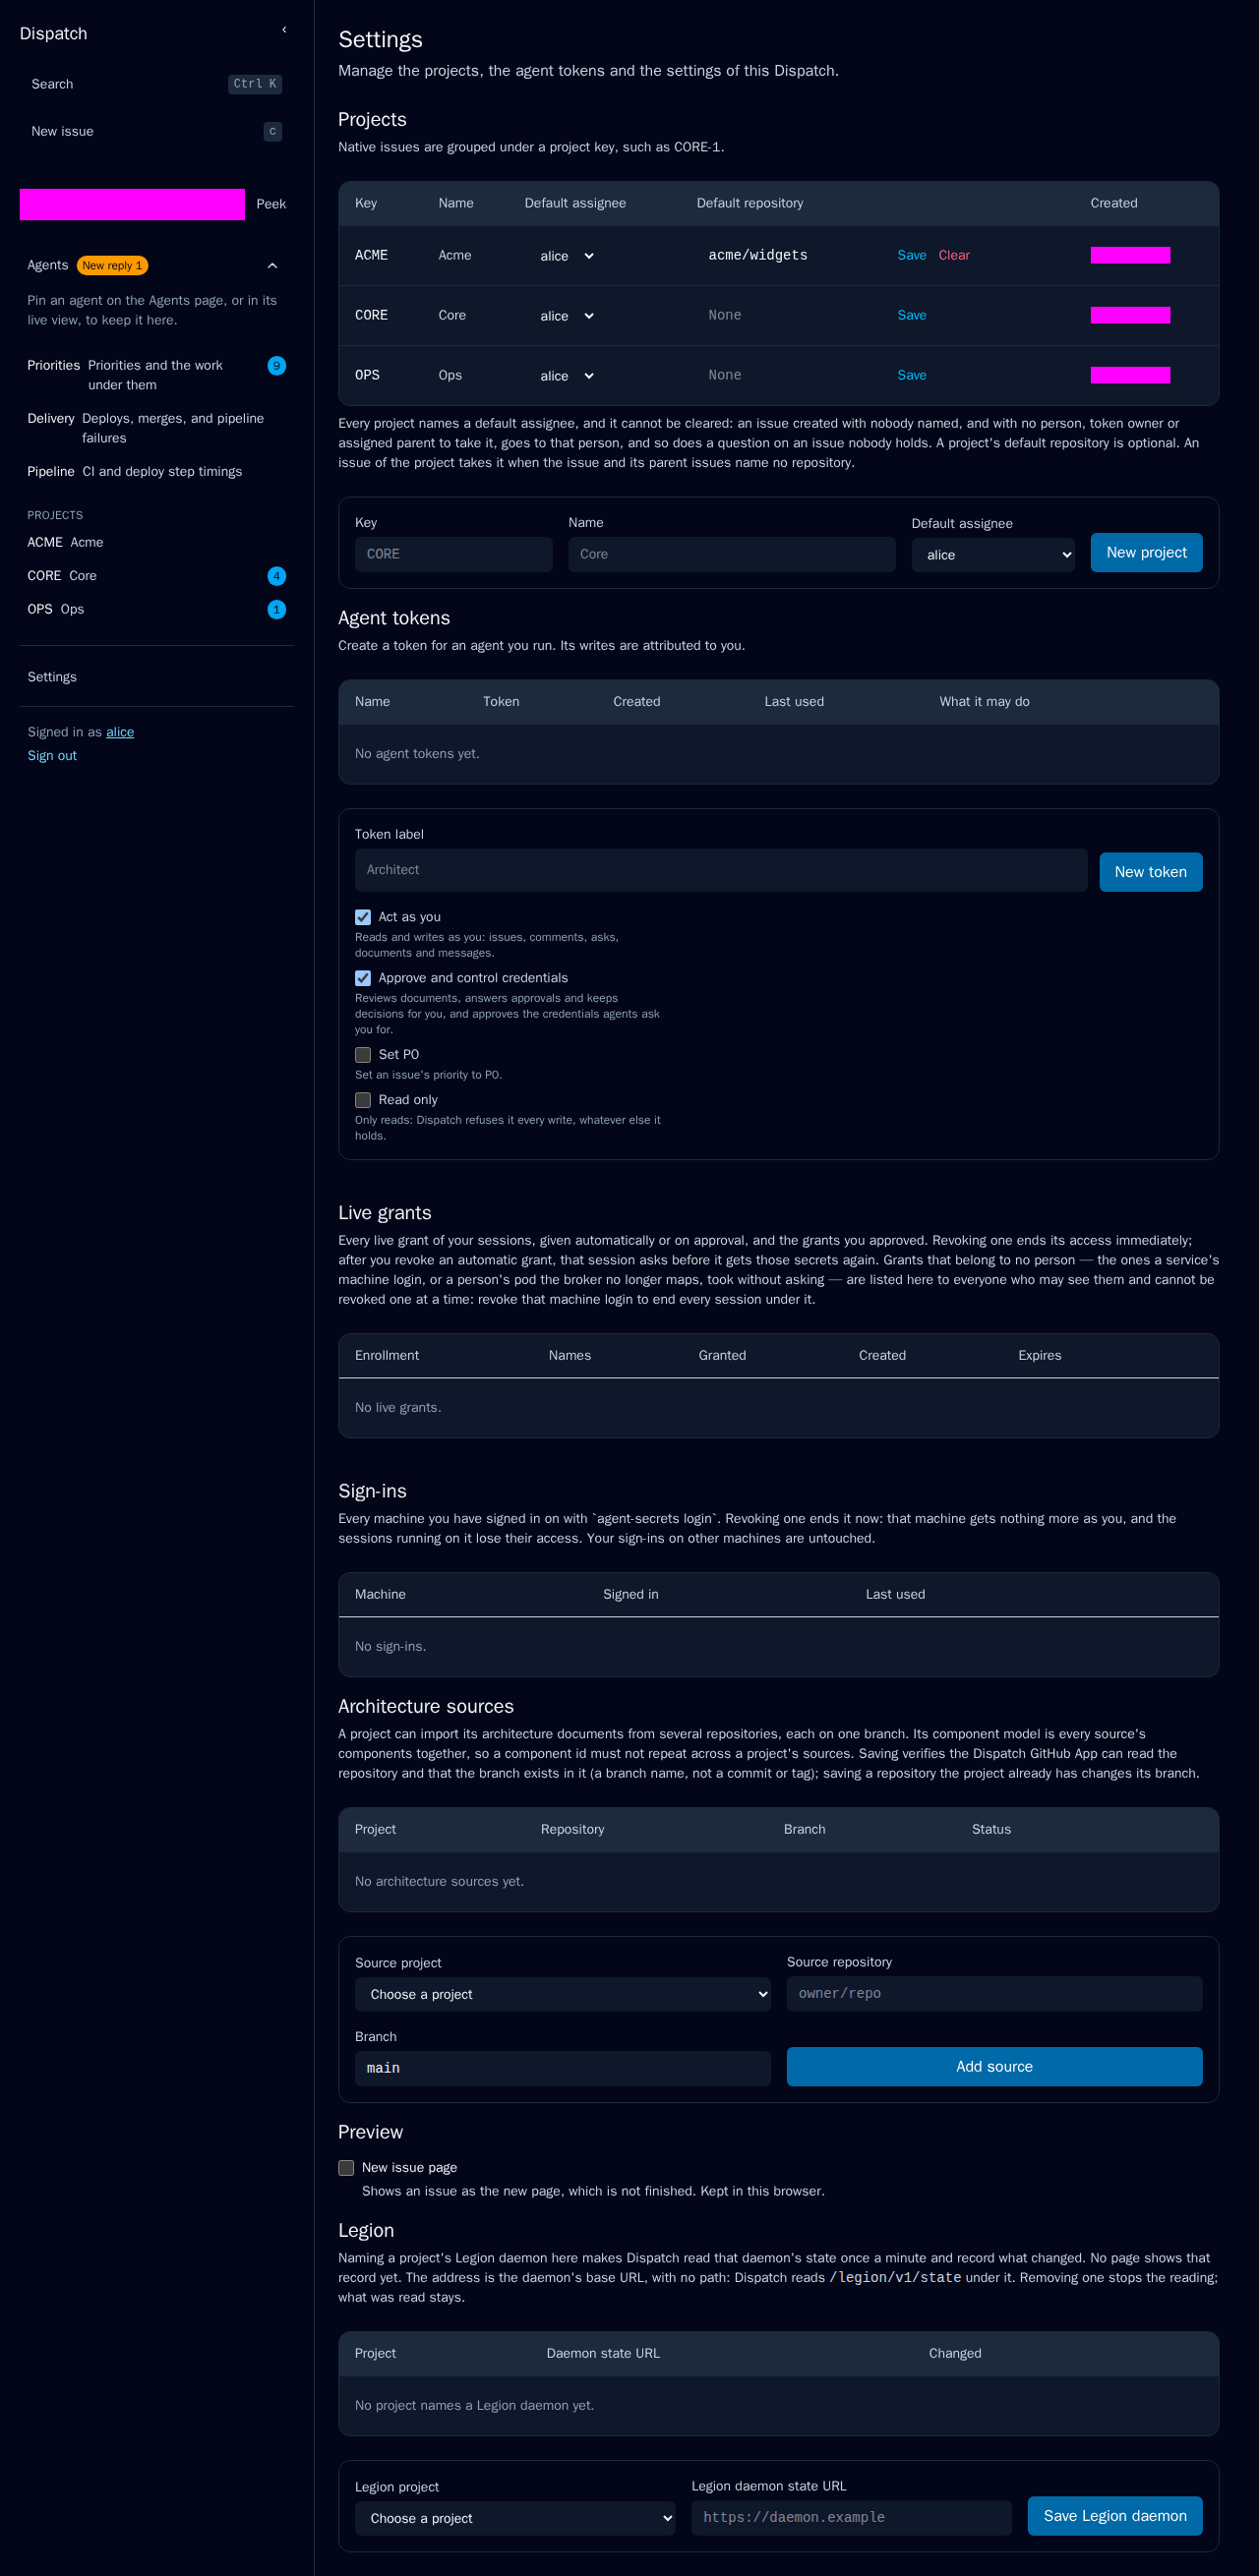 Dispatch
‹
Search
Ctrl K
New issue
c
Peek
Agents
New reply 1
Pin an agent on the Agents page, or in its
live view, to keep it here.
Priorities Priorities and the work
under them
9
Delivery Deploys, merges, and pipeline
failures
Pipeline CI and deploy step timings
PROJECTS
ACME Acme
CORE Core
4
OPS Ops
1
Settings
Signed in as alice
Sign out
Settings
Manage the projects, the agent tokens and the settings of this Dispatch.
Projects
Native issues are grouped under a project key, such as CORE-1.
Key Name Default assignee Default repository Created
ACME Acme alice acme/widgets Save Clear
CORE Core alice None Save
OPS Ops alice None Save
Every project names a default assignee, and it cannot be cleared: an issue created with nobody named, and with no person, token owner or
assigned parent to take it, goes to that person, and so does a question on an issue nobody holds. A project's default repository is optional. An
issue of the project takes it when the issue and its parent issues name no repository.
Key Name Default assignee
CORE Core alice New project
Agent tokens
Create a token for an agent you run. Its writes are attributed to you.
Name Token Created Last used What it may do
No agent tokens yet.
Token label
Architect New token
Act as you
Reads and writes as you: issues, comments, asks,
documents and messages.
Approve and control credentials
Reviews documents, answers approvals and keeps
decisions for you, and approves the credentials agents ask
you for.
Set P0
Set an issue's priority to P0.
Read only
Only reads: Dispatch refuses it every write, whatever else it
holds.
Live grants
Every live grant of your sessions, given automatically or on approval, and the grants you approved. Revoking one ends its access immediately;
after you revoke an automatic grant, that session asks before it gets those secrets again. Grants that belong to no person — the ones a service's
machine login, or a person's pod the broker no longer maps, took without asking — are listed here to everyone who may see them and cannot be
revoked one at a time: revoke that machine login to end every session under it.
Enrollment Names Granted Created Expires
No live grants.
Sign-ins
Every machine you have signed in on with `agent-secrets login`. Revoking one ends it now: that machine gets nothing more as you, and the
sessions running on it lose their access. Your sign-ins on other machines are untouched.
Machine Signed in Last used
No sign-ins.
Architecture sources
A project can import its architecture documents from several repositories, each on one branch. Its component model is every source's
components together, so a component id must not repeat across a project's sources. Saving verifies the Dispatch GitHub App can read the
repository and that the branch exists in it (a branch name, not a commit or tag); saving a repository the project already has changes its branch.
Project Repository Branch Status
No architecture sources yet.
Source project Source repository
Choose a project owner/repo
Branch
main Add source
Preview
New issue page
Shows an issue as the new page, which is not finished. Kept in this browser.
Legion
Naming a project's Legion daemon here makes Dispatch read that daemon's state once a minute and record what changed. No page shows that
record yet. The address is the daemon's base URL, with no path: Dispatch reads /legion/v1/state under it. Removing one stops the reading;
what was read stays.
Project Daemon state URL Changed
No project names a Legion daemon yet.
Legion project Legion daemon state URL
Choose a project https://daemon.example Save Legion daemon